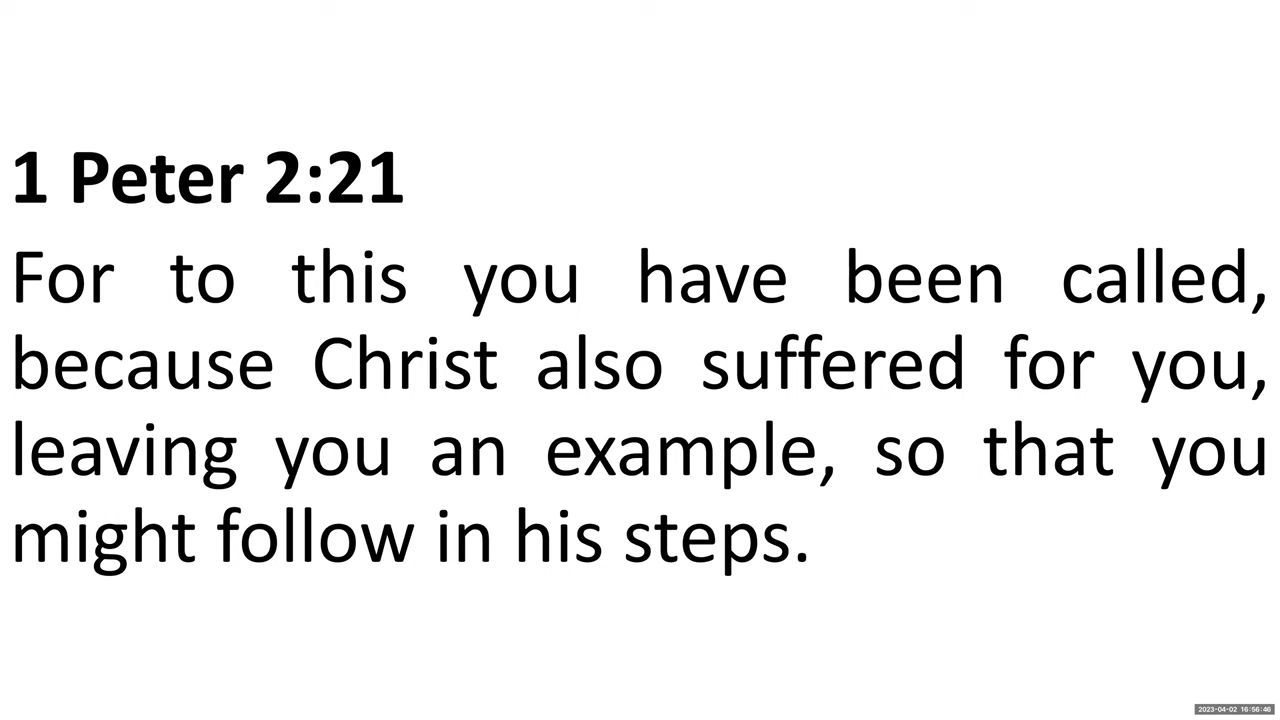 1 Peter 2:21
For to this you have been called,
because Christ also suffered for you,
leaving you an example, so that you
might follow in his steps.
2023-04-02 16:56:46